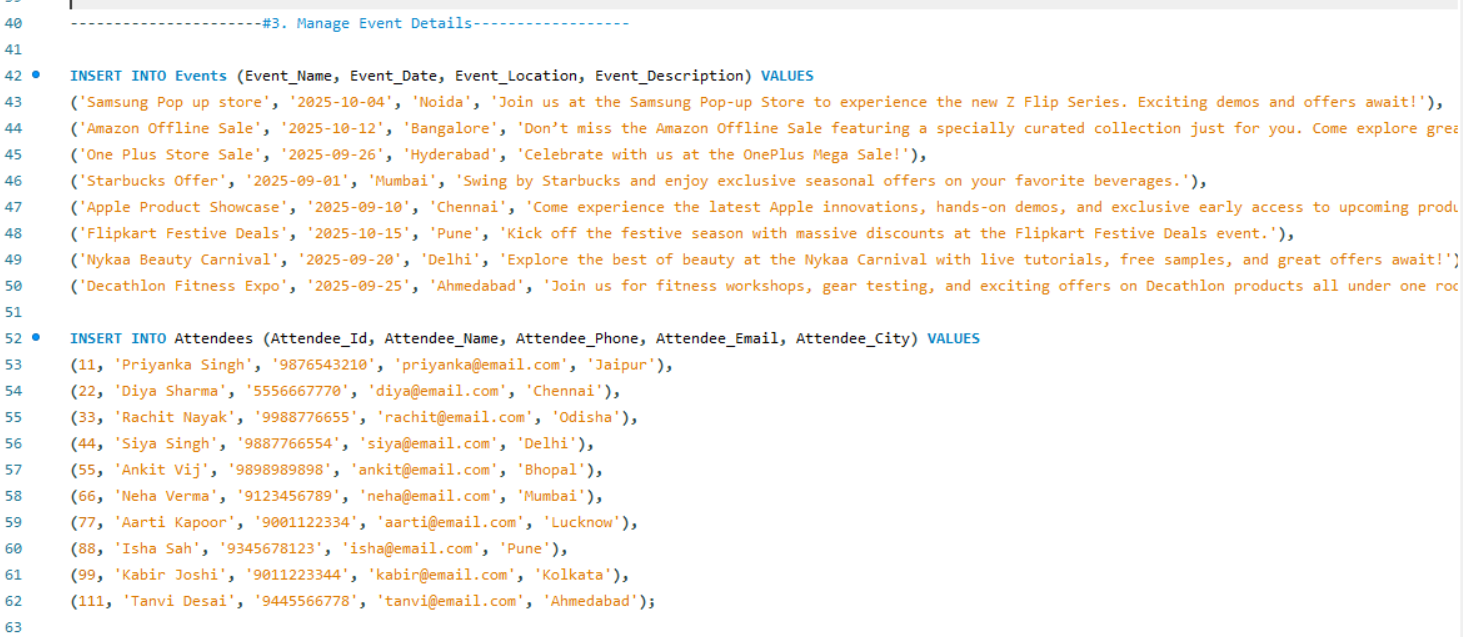 40 ----------------------#3. Manage Event Details------------------
41
42 INSERT INTO Events (Event_Name, Event_Date, Event_Location, Event_Description) VALUES
43 ('Samsung Pop up store', '2025-10-04', 'Noida', 'Join us at the Samsung Pop-up Store to experience the new Z Flip Series. Exciting demos and offers await!'),
44 ('Amazon Offline Sale', '2025-10-12', 'Bangalore', 'Don’t miss the Amazon Offline Sale featuring a specially curated collection just for you. Come explore
45 ('One Plus Store Sale', '2025-09-26', 'Hyderabad', 'Celebrate with us at the OnePlus Mega Sale!'),
46 ('Starbucks Offer', '2025-09-01', 'Mumbai', 'Swing by Starbucks and enjoy exclusive seasonal offers on your favorite beverages.'),
47 ('Apple Product Showcase', '2025-09-10', 'Chennai', 'Come experience the latest Apple innovations, hands-on demos, and exclusive early access to upcoming
48 ('Flipkart Festive Deals', '2025-10-15', 'Pune', 'Kick off the festive season with massive discounts at the Flipkart Festive Deals event.'),
49 ('Nykaa Beauty Carnival', '2025-09-20', 'Delhi', 'Explore the best of beauty at the Nykaa Carnival with live tutorials, free samples, and great offers await!')
50 ('Decathlon Fitness Expo', '2025-09-25', 'Ahmedabad', 'Join us for fitness workshops, gear testing, and exciting offers on Decathlon products all under one
51
52 INSERT INTO Attendees (Attendee_Id, Attendee_Name, Attendee_Phone, Attendee_Email, Attendee_City) VALUES
53 (11, 'Priyanka Singh', '9876543210', 'priyanka@email.com', 'Jaipur'),
54 (22, 'Diya Sharma', '5556667770', 'diya@email.com', 'Chennai'),
55 (33, 'Rachit Nayak', '9988776655', 'rachit@email.com', 'Odisha'),
56 (44, 'Siya Singh', '9887766554', 'siya@email.com', 'Delhi'),
57 (55, 'Ankit Vij', '9898989898', 'ankit@email.com', 'Bhopal'),
58 (66, 'Neha Verma', '9123456789', 'neha@email.com', 'Mumbai'),
59 (77, 'Aarti Kapoor', '9001122334', 'aarti@email.com', 'Lucknow'),
60 (88, 'Isha Sah', '9345678123', 'isha@email.com', 'Pune'),
61 (99, 'Kabir Joshi', '9011223344', 'kabir@email.com', 'Kolkata'),
62 (111, 'Tanvi Desai', '9445566778', 'tanvi@email.com', 'Ahmedabad');
63